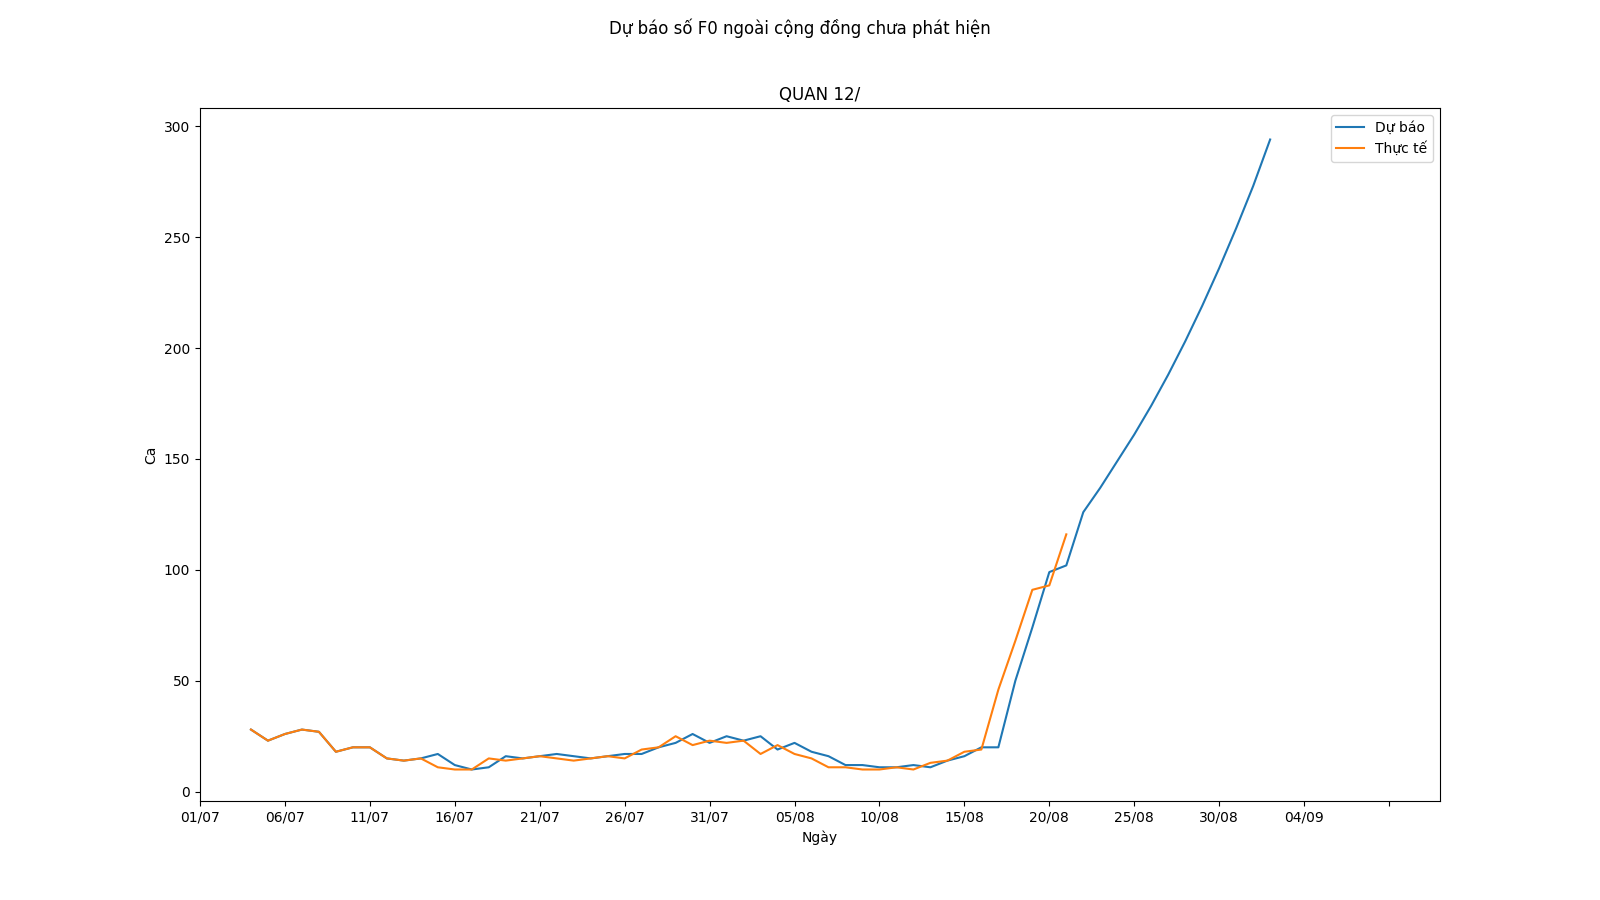 Dự báo số F0 ngoài cộng đồng chưa phát hiện
QUAN 12/
Dự báo
Thực tế
300
250
200
150
100
50
0
Ca
01/07 06/07 11/07 16/07 21/07 26/07 31/07 05/08 10/08 15/08 20/08 25/08 30/08 04/09
Ngày